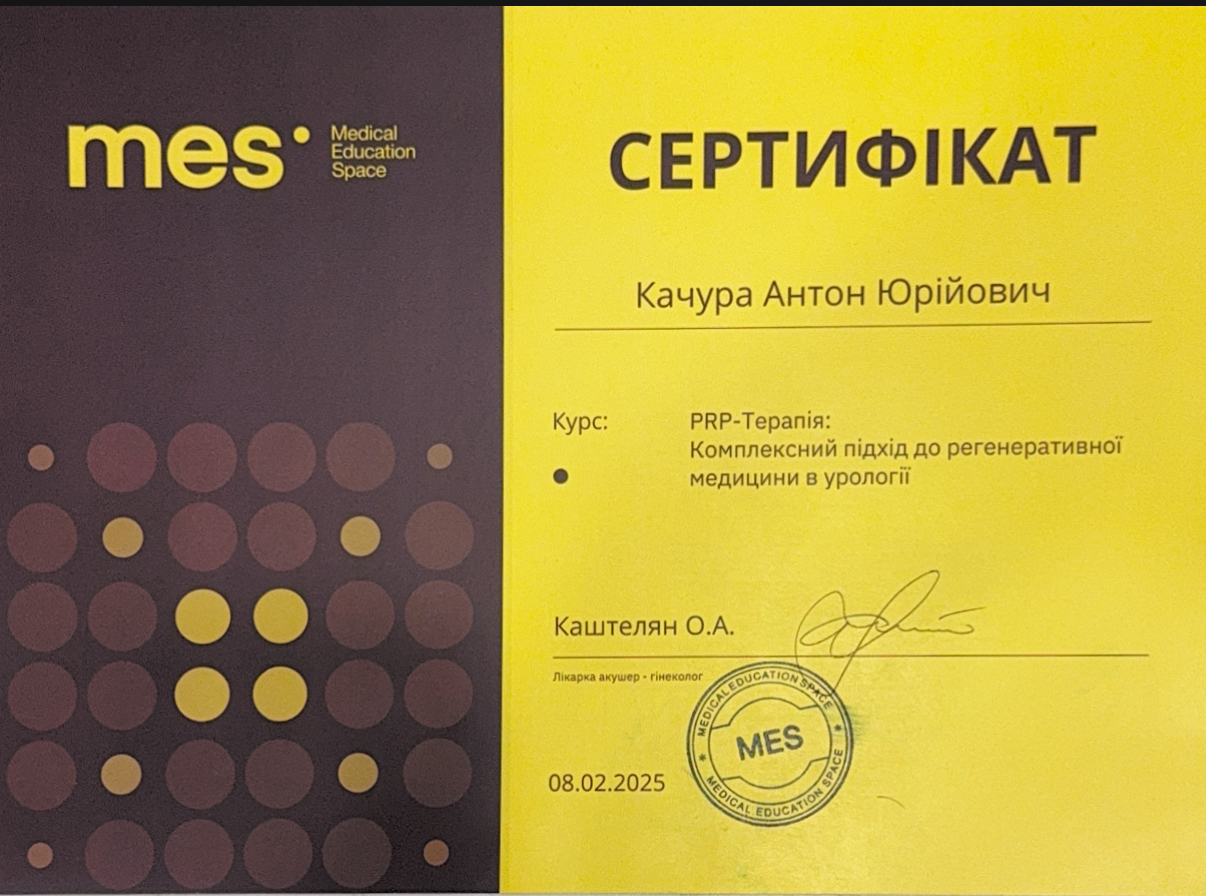 mes
Medical
Education
Space
СЕРТИФІКАТ
Качура Антон Юрійович
Курс:
PRP-Терапія:
Комплексний підхід до регенеративної
медицини в урології
Каштелян О.А.
Лікарка акушер - гінеколог
MEDICAL EDUCATION SPACE
MES
MEDICAL EDUCATION SPACE
08.02.2025